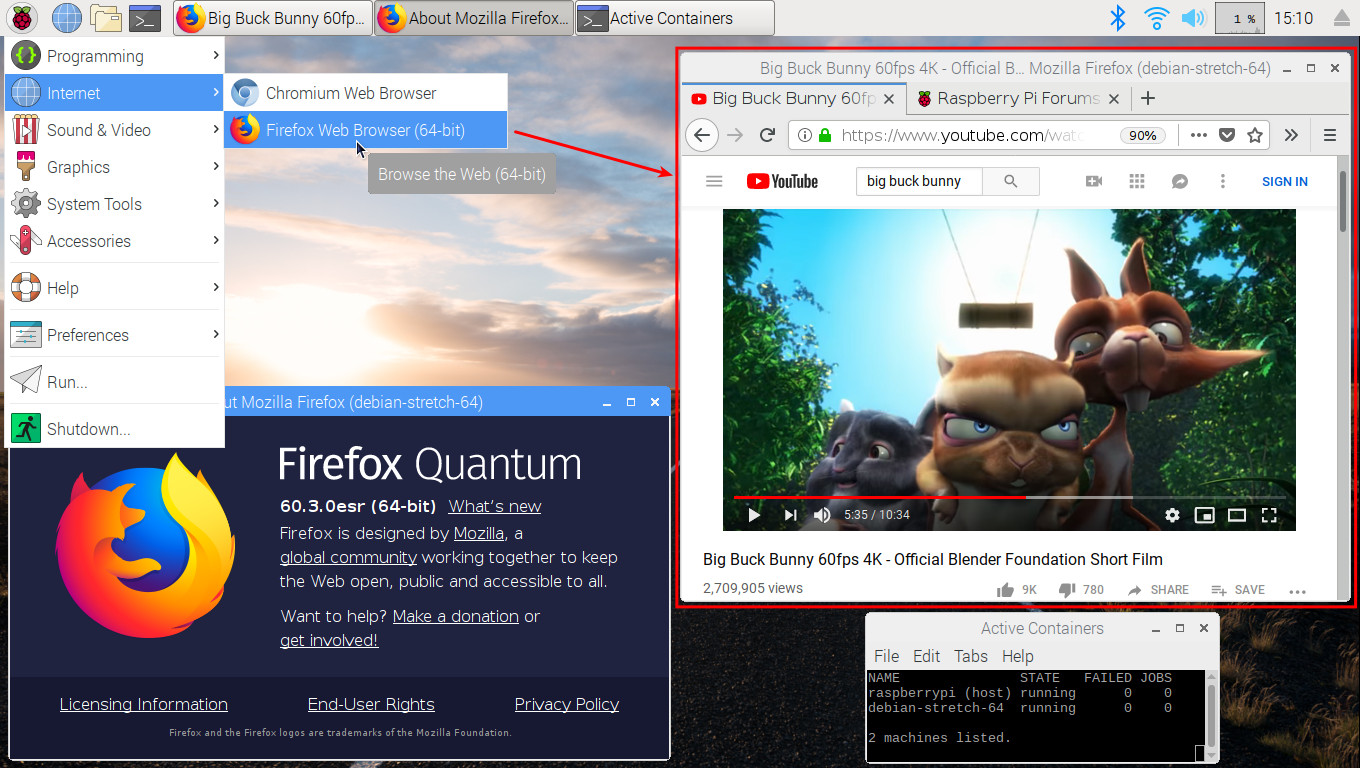 Big Buck Bunny 60fp...
About Mozilla Firefox...
Active Containers
1 %
15:10
Programming
Internet
Sound & Video
Graphics
System Tools
Accessories
Help
Preferences
Run...
Shutdown...
Chromium Web Browser
Firefox Web Browser (64-bit)
Browse the Web (64-bit)
Big Buck Bunny 60fps 4K - Official B... Mozilla Firefox (debian-stretch-64)
Big Buck Bunny 60fp
Raspberry Pi Forums
https://www.youtube.com/watc
90%
YouTube
big buck bunny
SIGN IN
5:35 / 10:34
Big Buck Bunny 60fps 4K - Official Blender Foundation Short Film
2,709,905 views
9K
780
SHARE
SAVE
ut Mozilla Firefox (debian-stretch-64)
Firefox Quantum
60.3.0esr (64-bit) What's new
Firefox is designed by Mozilla, a
global community working together to keep
the Web open, public and accessible to all.
Want to help? Make a donation or
get involved!
Licensing Information
End-User Rights
Privacy Policy
Firefox and the Firefox logos are trademarks of the Mozilla Foundation.
Active Containers
File Edit Tabs Help
NAME STATE FAILED JOBS
raspberrypi (host) running 0 0
debian-stretch-64 running 0 0
2 machines listed.